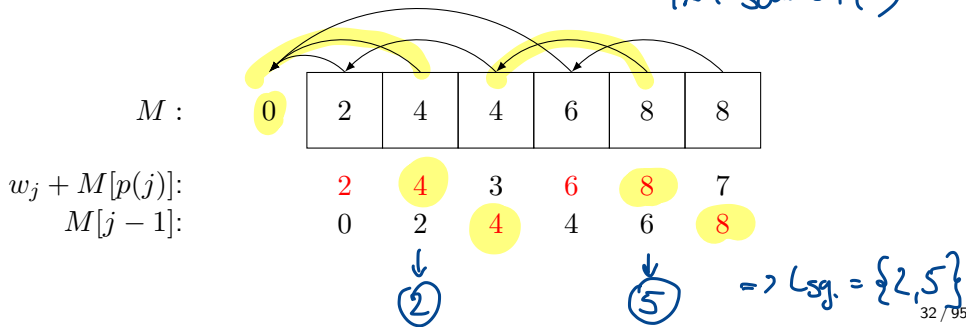 M : 0 2 4 4 6 8 8
w_j + M[p(j)]: 2 4 3 6 8 7
M[j − 1]: 0 2 4 4 6 8
2 5 => Lsg. = {2,5}
32 / 95